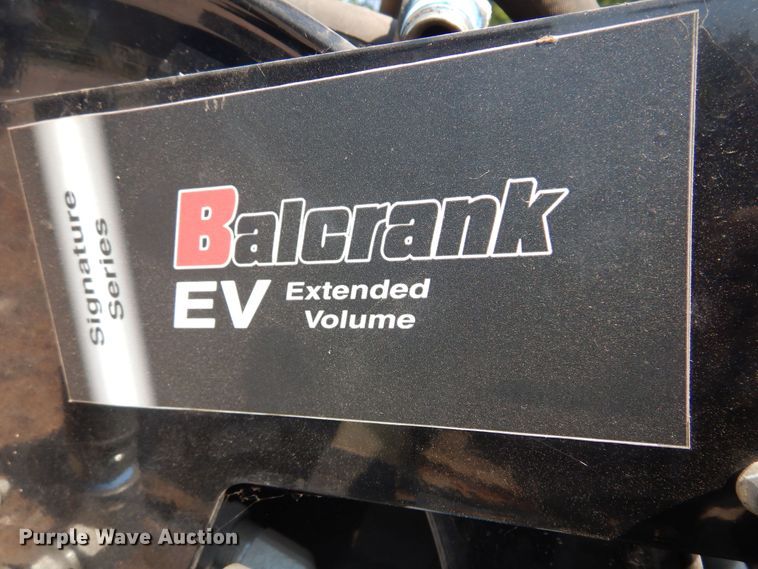 Signature
Series
Balcrank
EV Extended
Volume
Purple Wave Auction